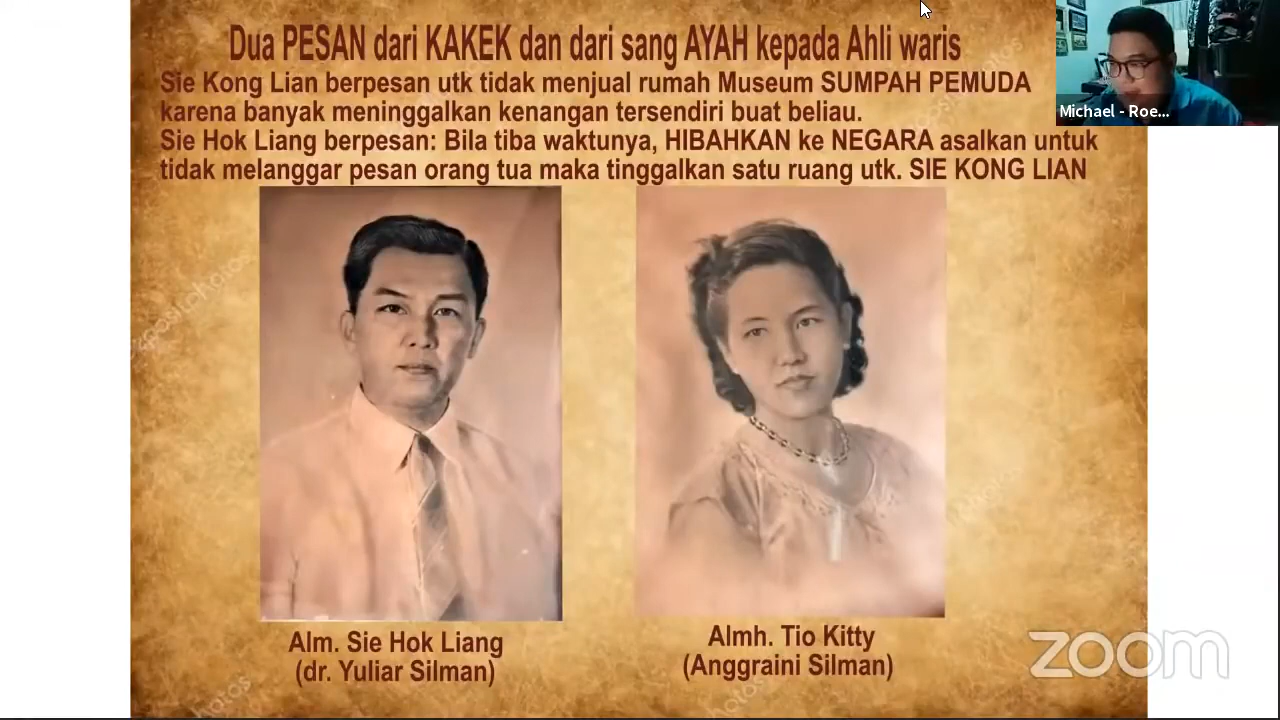 Dua PESAN dari KAKEK dan dari sang AYAH kepada Ahli waris
Sie Kong Lian berpesan utk tidak menjual rumah Museum SUMPAH PEMUDA
karena banyak meninggalkan kenangan tersendiri buat beliau.
Sie Hok Liang berpesan: Bila tiba waktunya, HIBAHKAN ke NEGARA asalkan untuk
tidak melanggar pesan orang tua maka tinggalkan satu ruang utk. SIE KONG LIAN
Michael - Roe...
Alm. Sie Hok Liang
(dr. Yuliar Silman)
Almh. Tio Kitty
(Anggraini Silman)
zoom